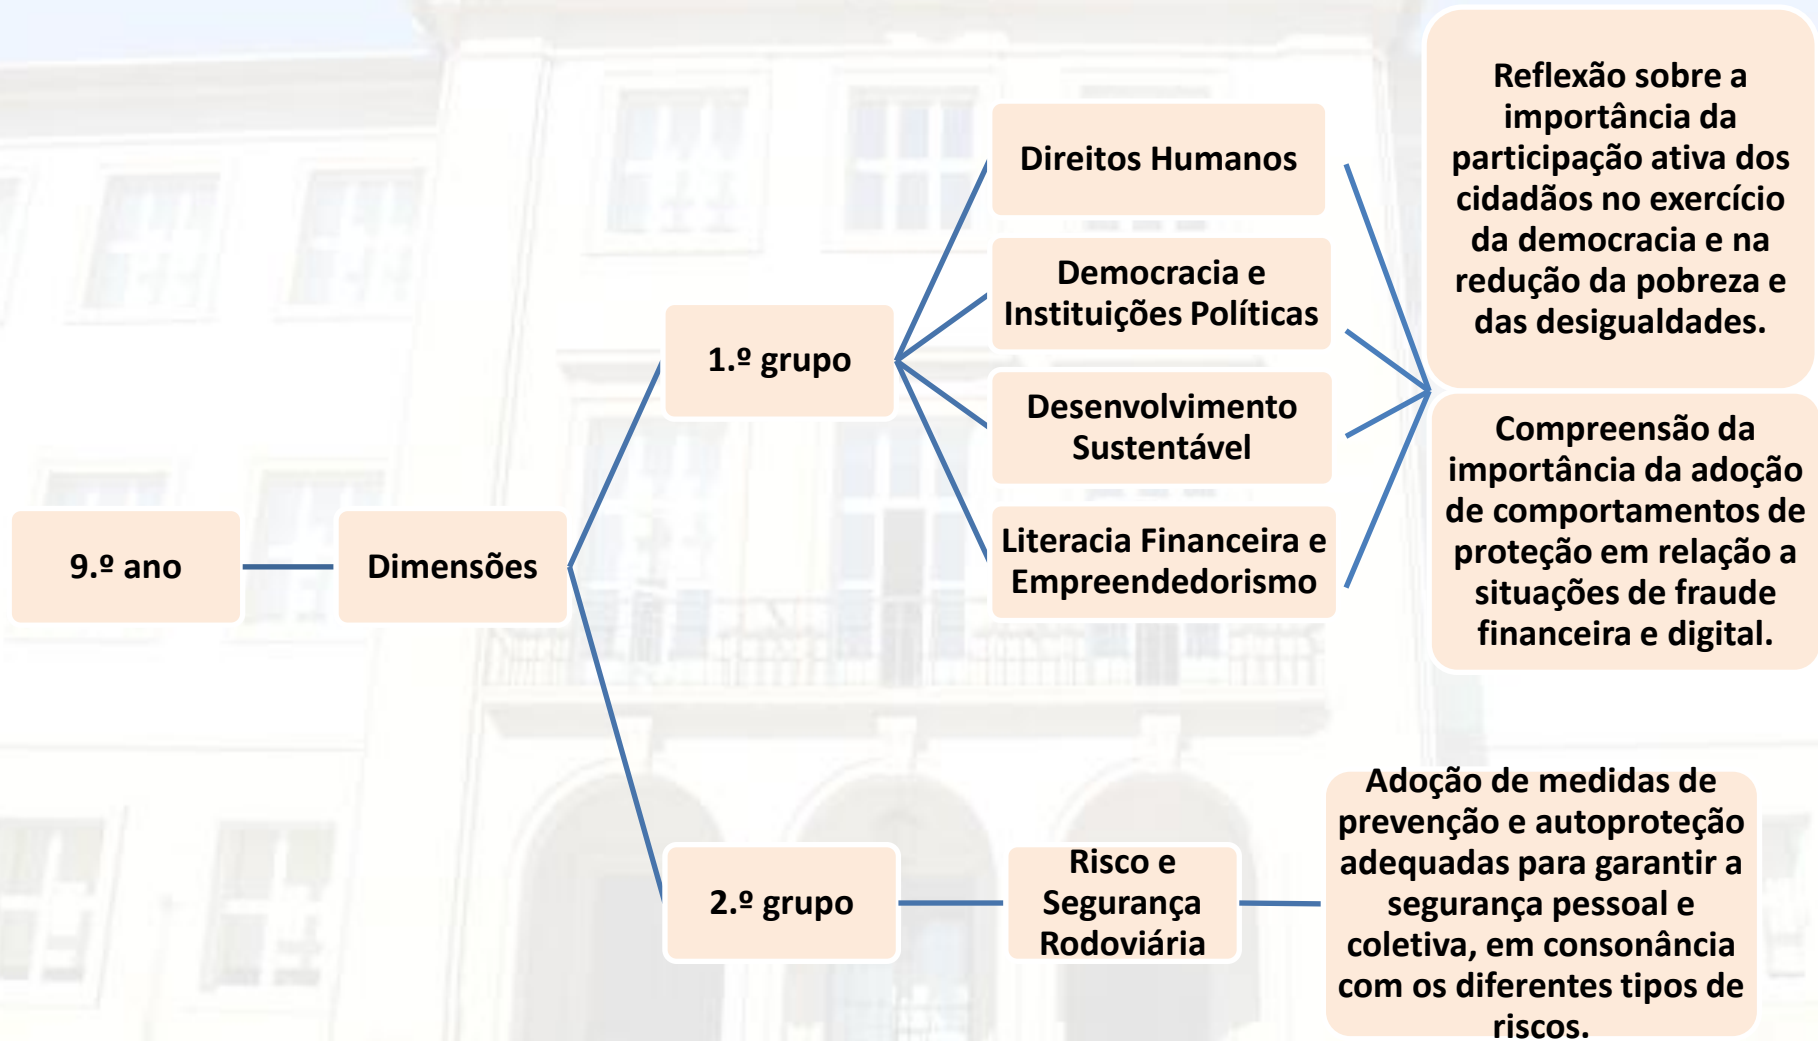 9.º ano
Dimensões
1.º grupo
Direitos Humanos
Democracia e
Instituições Políticas
Desenvolvimento
Sustentável
Literacia Financeira e
Empreendedorismo
Reflexão sobre a
importância da
participação ativa dos
cidadãos no exercício
da democracia e na
redução da pobreza e
das desigualdades.
Compreensão da
importância da adoção
de comportamentos de
proteção em relação a
situações de fraude
financeira e digital.
2.º grupo
Risco e
Segurança
Rodoviária
Adoção de medidas de
prevenção e autoproteção
adequadas para garantir a
segurança pessoal e
coletiva, em consonância
com os diferentes tipos de
riscos.